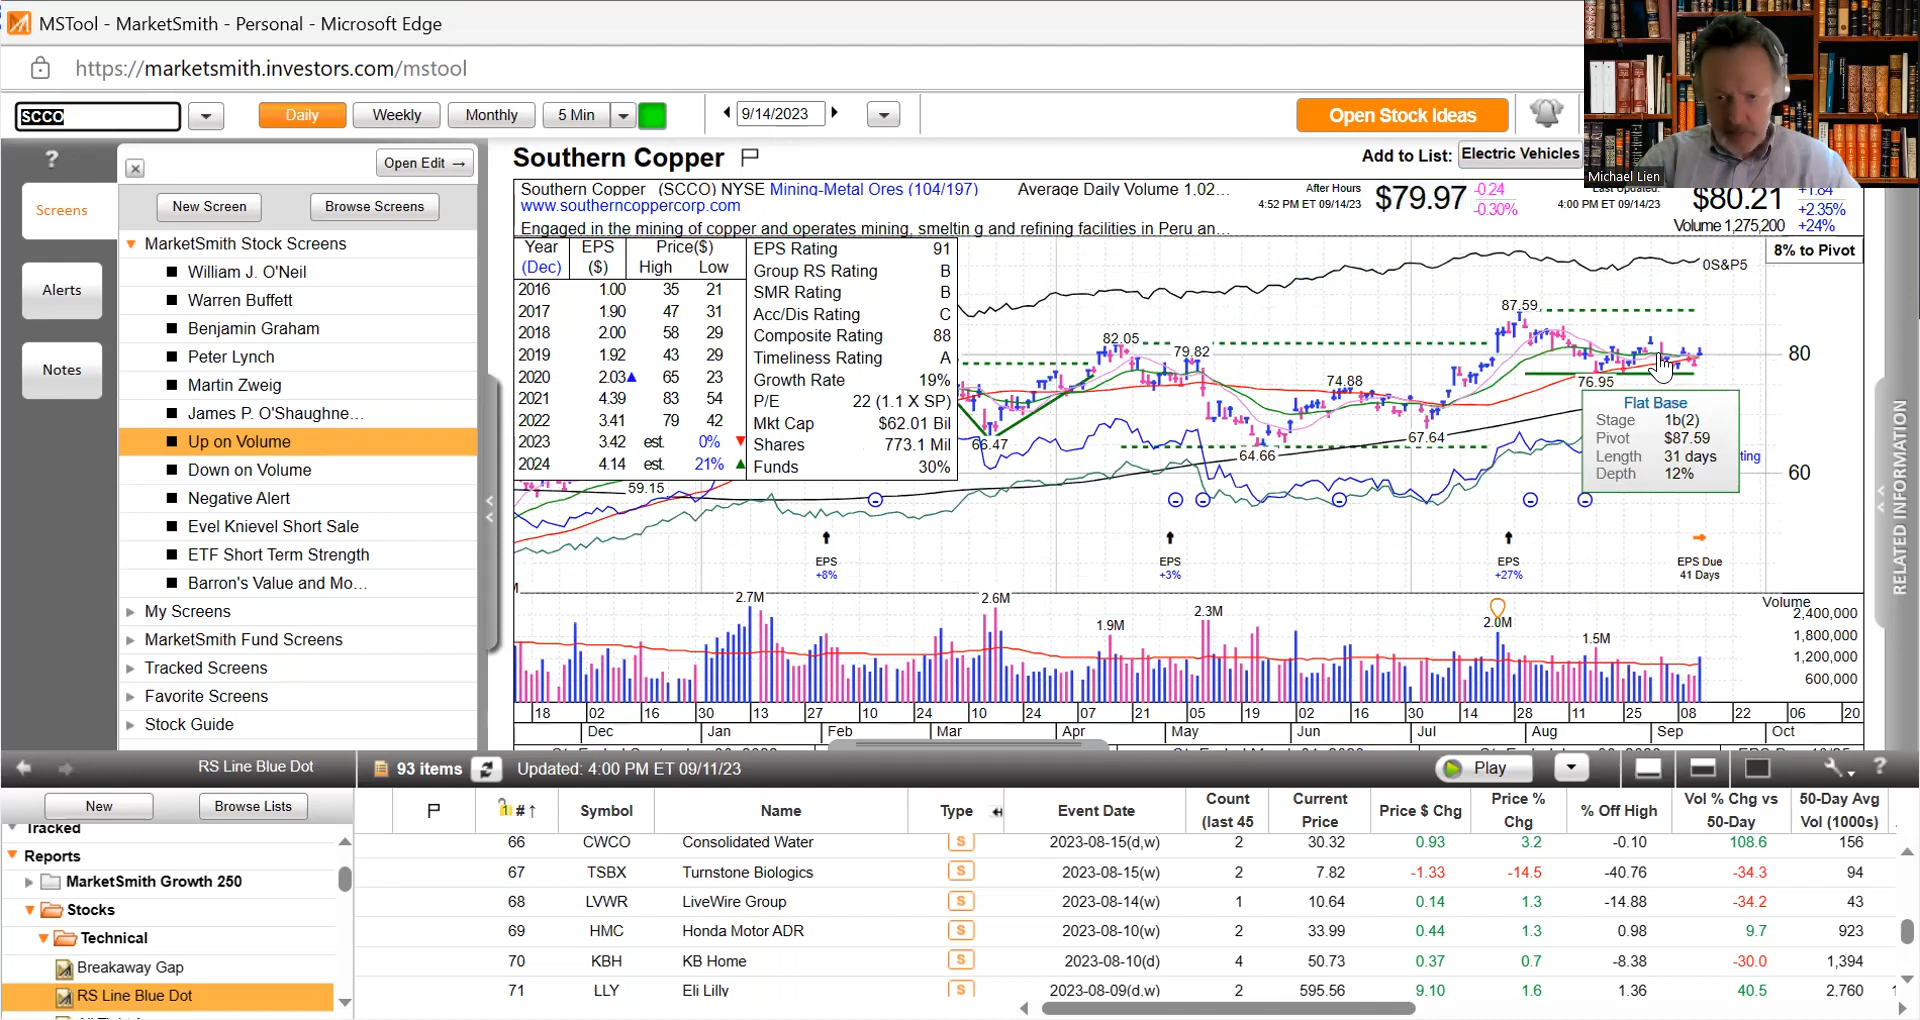 MSTool - MarketSmith - Personal - Microsoft Edge
https://marketsmith.investors.com/mstool
SCCO
Daily
Weekly
Monthly
5 Min
9/14/2023
Open Stock Ideas
Michael Lien
?
Screens
Alerts
Notes
Open Edit →
New Screen
Browse Screens
MarketSmith Stock Screens
William J. O'Neil
Warren Buffett
Benjamin Graham
Peter Lynch
Martin Zweig
James P. O'Shaughne…
Up on Volume
Down on Volume
Negative Alert
Evel Knievel Short Sale
ETF Short Term Strength
Barron's Value and Mo…
My Screens
MarketSmith Fund Screens
Tracked Screens
Favorite Screens
Stock Guide
Southern Copper
Add to List: Electric Vehicles
Southern Copper (SCCO) NYSE Mining-Metal Ores (104/197) Average Daily Volume 1.02…
www.southerncoppercorp.com
Engaged in the mining of copper and operates mining, smeltin g and refining facilities in Peru an…
After Hours
4:52 PM ET 09/14/23
$79.97
-0.24
-0.30%
4:00 PM ET 09/14/23
$80.21
+1.84
+2.35%
Volume 1,275,200 +24%
8% to Pivot
Year EPS Price($)
(Dec) ($) High Low
2016 1.00 35 21
2017 1.90 47 31
2018 2.00 58 29
2019 1.92 43 29
2020 2.03 65 23
2021 4.39 83 54
2022 3.41 79 42
2023 3.42 est. 0%
2024 4.14 est. 21%
EPS Rating 91
Group RS Rating B
SMR Rating B
Acc/Dis Rating C
Composite Rating 88
Timeliness Rating A
Growth Rate 19%
P/E 22 (1.1 X SP)
Mkt Cap $62.01 Bil
Shares 773.1 Mil
Funds 30%
0S&P5
87.59
82.05
79.82
74.88
76.95
66.47
67.64
64.66
59.15
80
60
Flat Base
Stage 1b(2)
Pivot $87.59
Length 31 days
Depth 12%
EPS
+8%
EPS
+3%
EPS
+27%
EPS Due
41 Days
RELATED INFORMATION
2.7M
2.6M
1.9M
2.3M
2.0M
1.5M
Volume
2,400,000
1,800,000
1,200,000
600,000
18 02 16 30 13 27 10 24 10 24 07 21 05 19 02 16 30 14 28 11 25 08 22 06 20
Dec Jan Feb Mar Apr May Jun Jul Aug Sep Oct
RS Line Blue Dot
93 items
Updated: 4:00 PM ET 09/11/23
Play
?
New
Browse Lists
Tracked
Reports
MarketSmith Growth 250
Stocks
Technical
Breakaway Gap
RS Line Blue Dot
# ↑ Symbol Name Type Event Date Count (last 45 Current Price Price $ Chg Price % Chg % Off High Vol % Chg vs 50-Day 50-Day Avg Vol (1000s)
66 CWCO Consolidated Water S 2023-08-15(d,w) 2 30.32 0.93 3.2 -0.10 108.6 156
67 TSBX Turnstone Biologics S 2023-08-15(w) 2 7.82 -1.33 -14.5 -40.76 -34.3 94
68 LVWR LiveWire Group S 2023-08-14(w) 1 10.64 0.14 1.3 -14.88 -34.2 43
69 HMC Honda Motor ADR S 2023-08-10(w) 2 33.99 0.44 1.3 0.98 9.7 923
70 KBH KB Home S 2023-08-10(d) 4 50.73 0.37 0.7 -8.38 -30.0 1,394
71 LLY Eli Lilly S 2023-08-09(d,w) 2 595.56 9.10 1.6 1.36 40.5 2,760